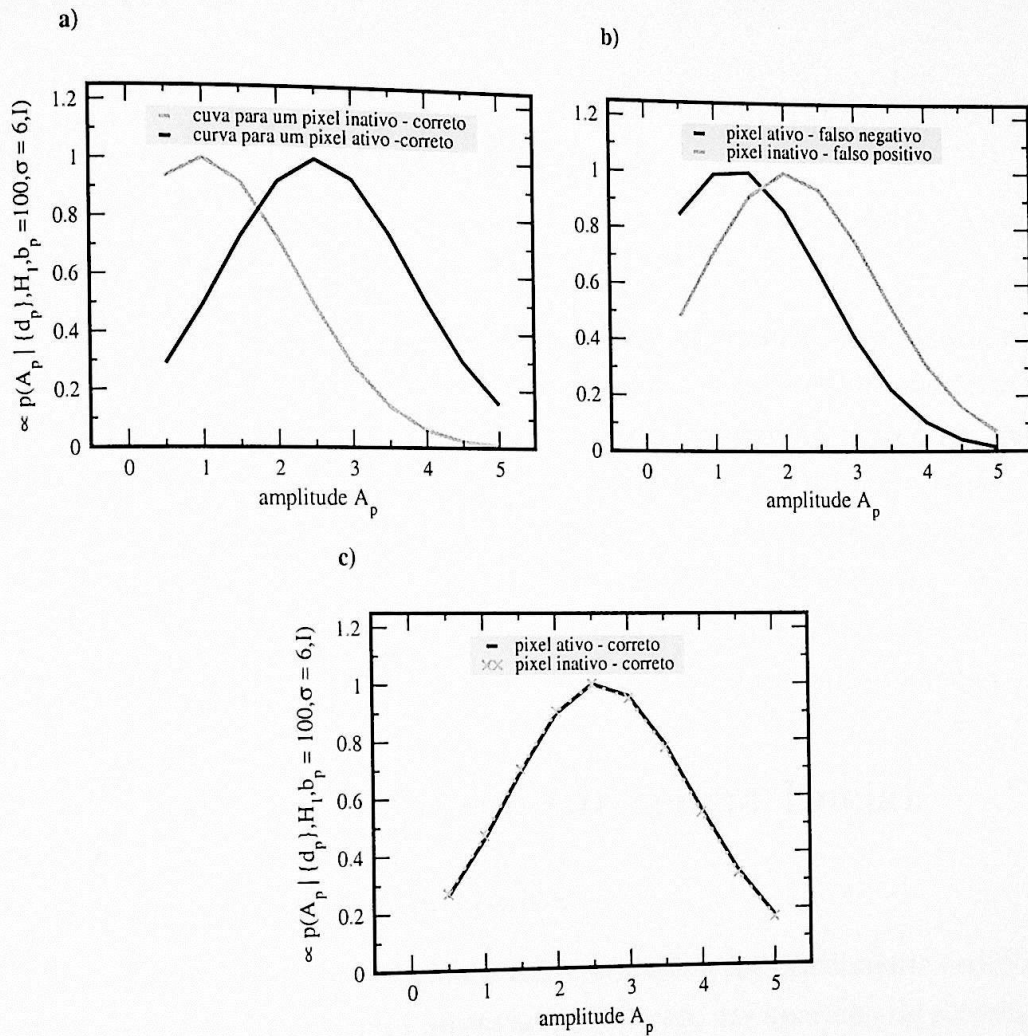 a)
cuva para um pixel inativo - correto
curva para um pixel ativo -correto
∝ p(A_p | {d_p},H_1,b_p =100,σ = 6,I)
1.2
1
0.8
0.6
0.4
0.2
0
0 1 2 3 4 5
amplitude A_p
b)
pixel ativo - falso negativo
pixel inativo - falso positivo
1.2
1
0.8
0.6
0.4
0.2
0
0 1 2 3 4 5
amplitude A_p
c)
pixel ativo - correto
pixel inativo - correto
∝ p(A_p | {d_p},H_1,b_p = 100,σ = 6,I)
1.2
1
0.8
0.6
0.4
0.2
0
0 1 2 3 4 5
amplitude A_p